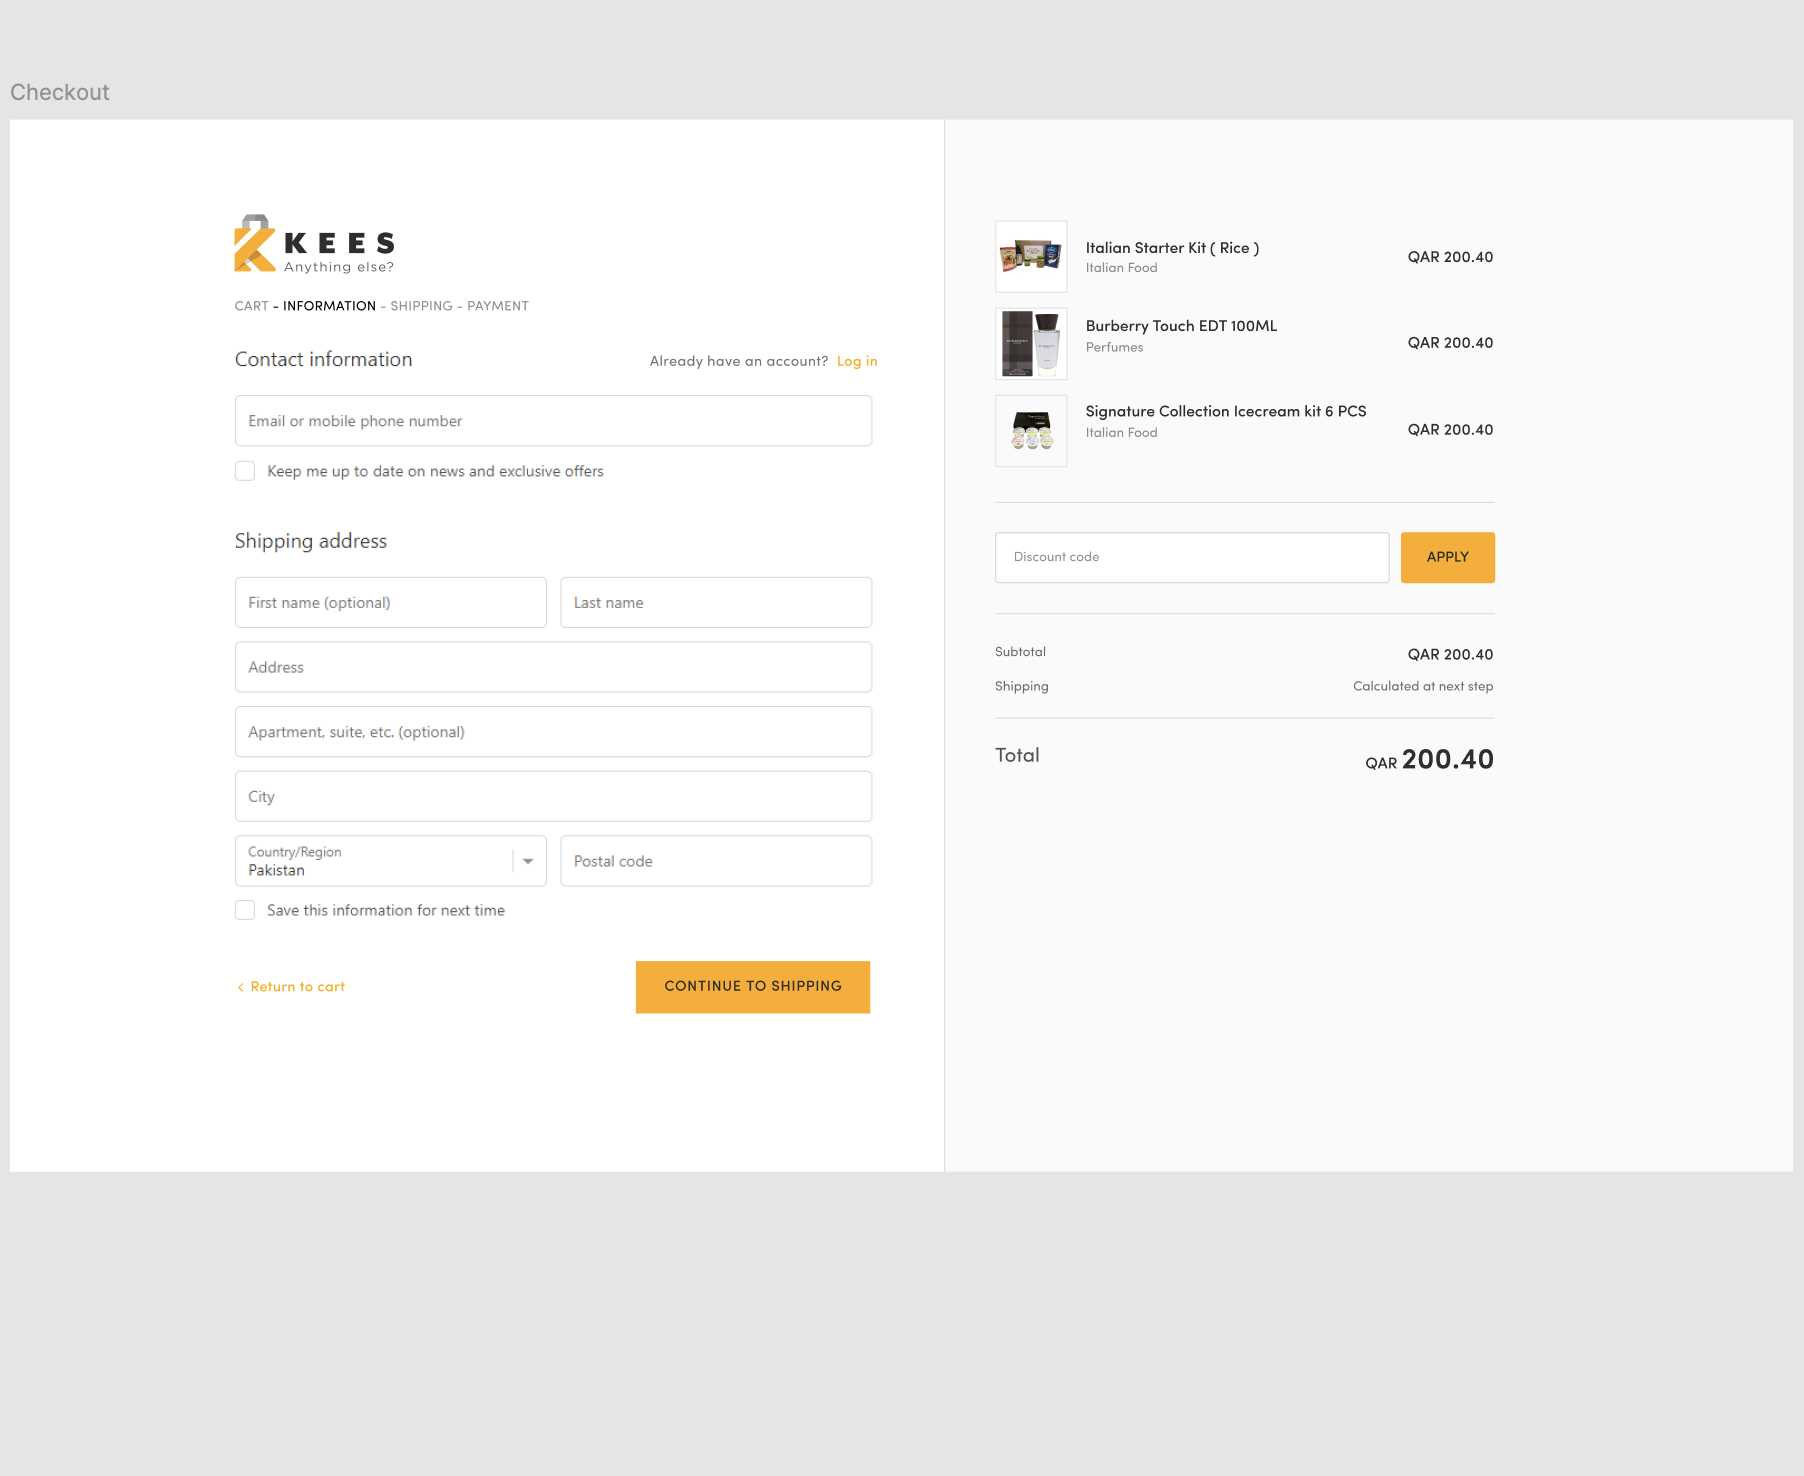 Checkout
KEES
Anything else?
CART - INFORMATION - SHIPPING - PAYMENT
Contact information
Already have an account? Log in
Email or mobile phone number
Keep me up to date on news and exclusive offers
Shipping address
First name (optional)
Last name
Address
Apartment, suite, etc. (optional)
City
Country/Region
Pakistan
Postal code
Save this information for next time
< Return to cart
CONTINUE TO SHIPPING
Italian Starter Kit ( Rice )
Italian Food
QAR 200.40
Burberry Touch EDT 100ML
Perfumes
QAR 200.40
Signature Collection Icecream kit 6 PCS
Italian Food
QAR 200.40
Discount code
APPLY
Subtotal
QAR 200.40
Shipping
Calculated at next step
Total
QAR 200.40